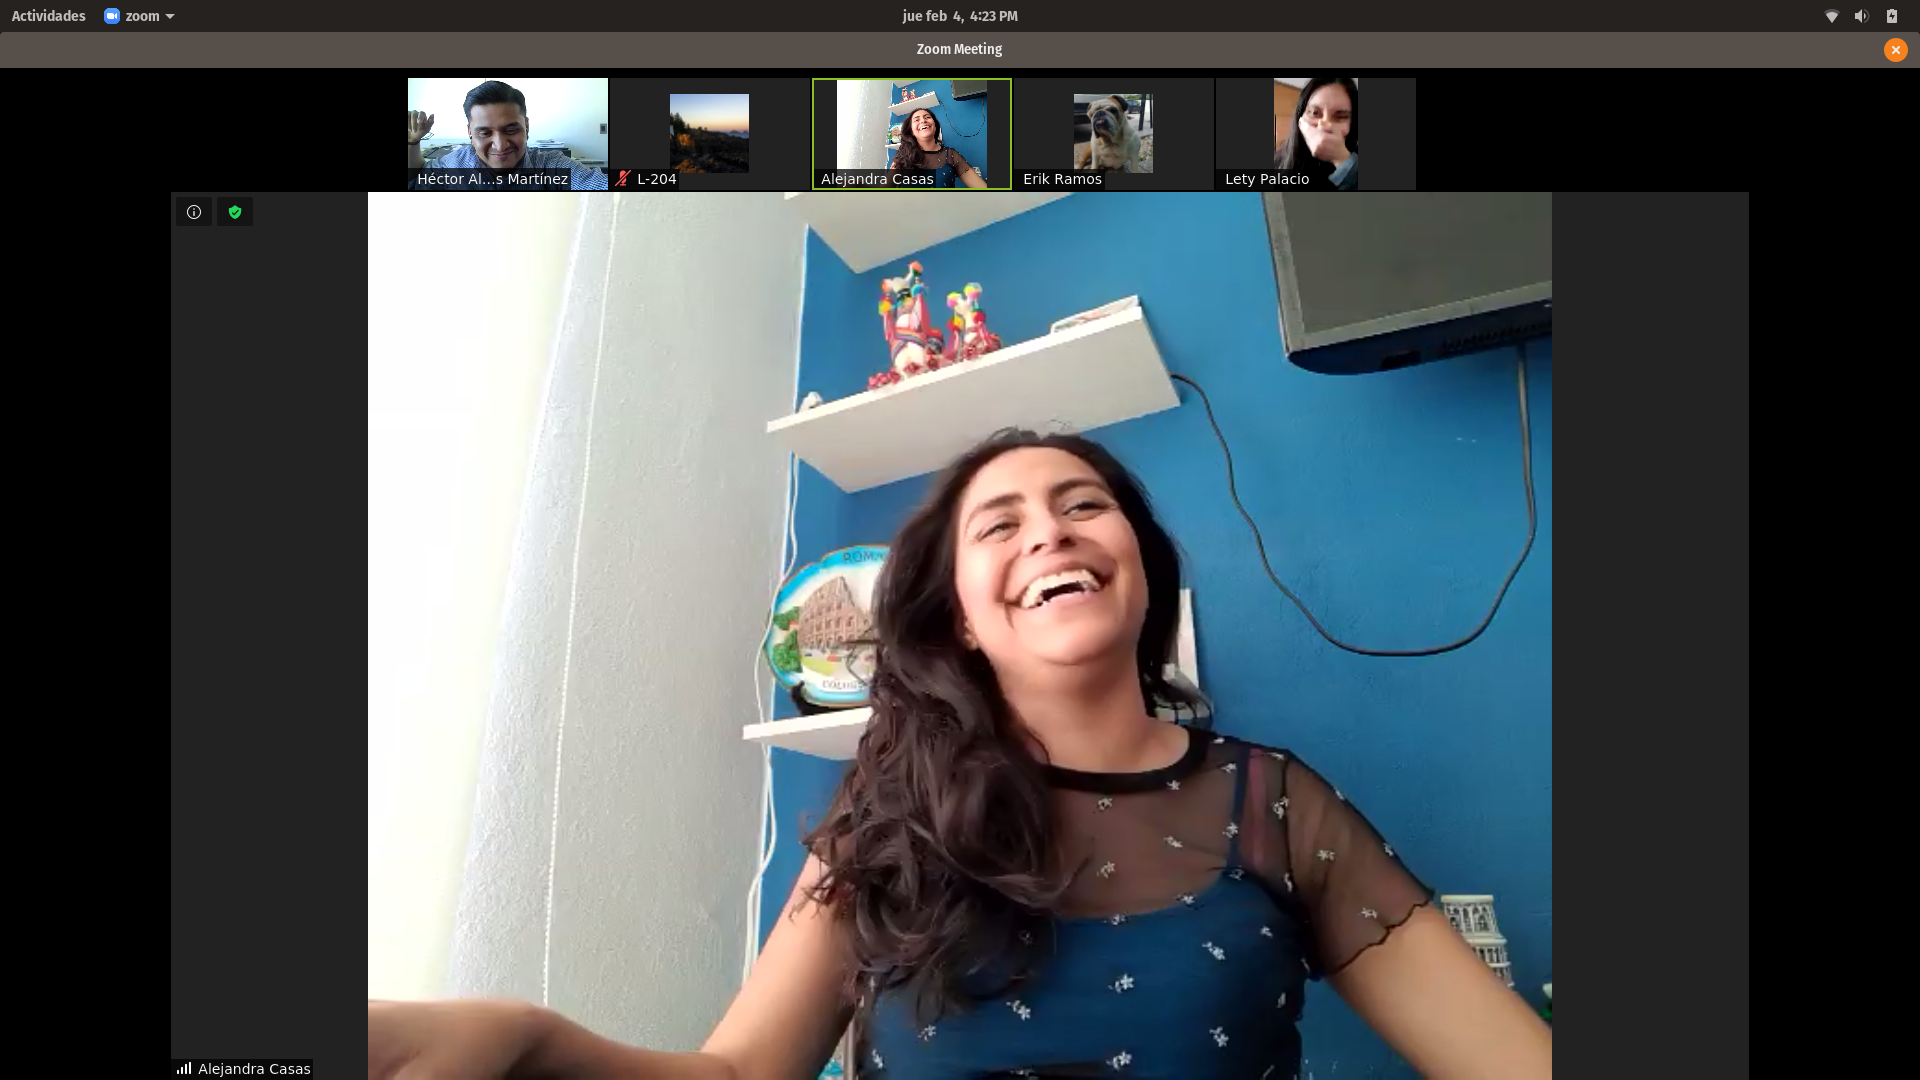 Actividades zoom jue feb 4, 4:23 PM
Zoom Meeting
Héctor Al...s Martínez L-204 Alejandra Casas Erik Ramos Lety Palacio
ROMA
Alejandra Casas